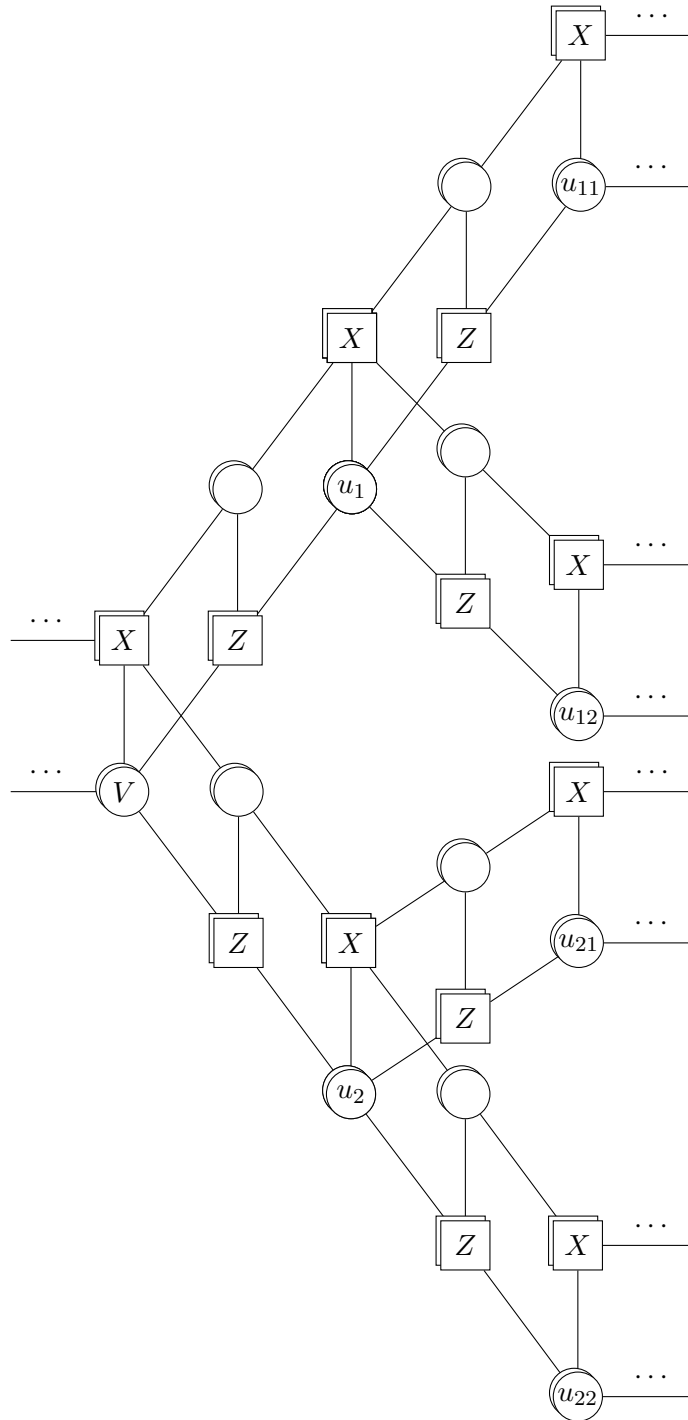 ⋯
X
⋯
u₁₁
X
Z
⋯
u₁
X
⋯
Z
⋯
X
Z
⋯
u₁₂
⋯
V
X
⋯
Z
X
⋯
u₂₁
Z
u₂
⋯
Z
X
⋯
u₂₂